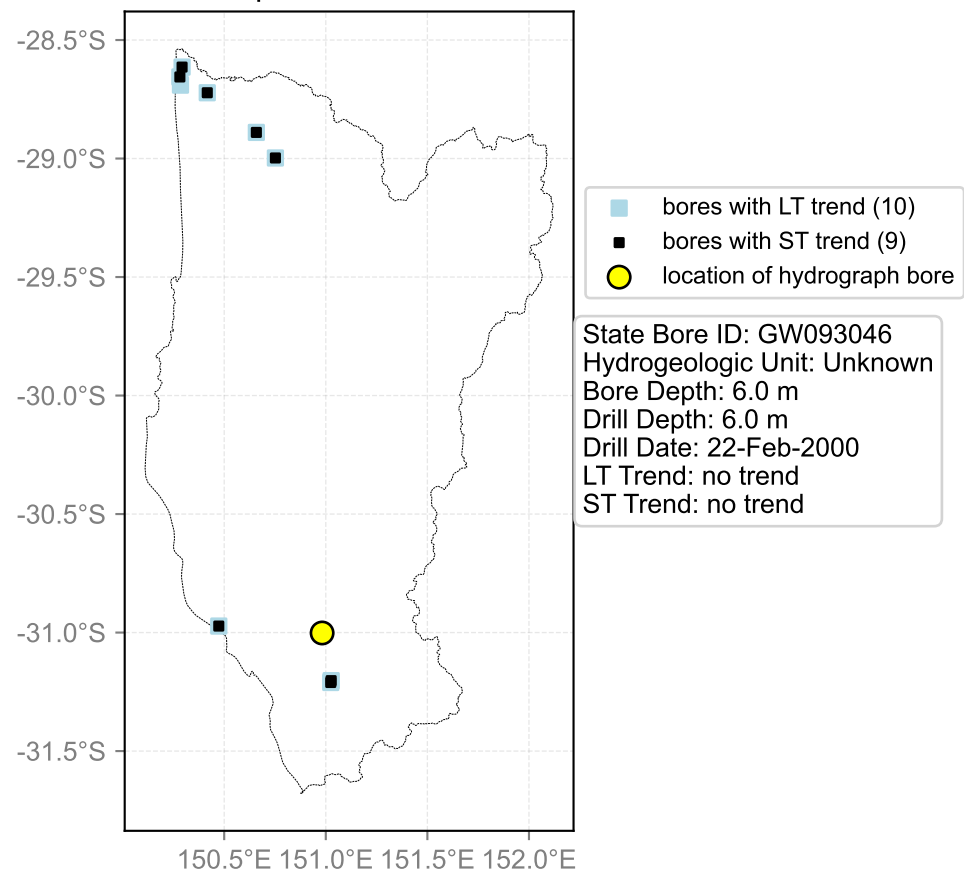 -28.5°S
-29.0°S
-29.5°S
-30.0°S
-30.5°S
-31.0°S
-31.5°S
150.5°E 151.0°E 151.5°E 152.0°E
bores with LT trend (10)
bores with ST trend (9)
location of hydrograph bore
State Bore ID: GW093046
Hydrogeologic Unit: Unknown
Bore Depth: 6.0 m
Drill Depth: 6.0 m
Drill Date: 22-Feb-2000
LT Trend: no trend
ST Trend: no trend